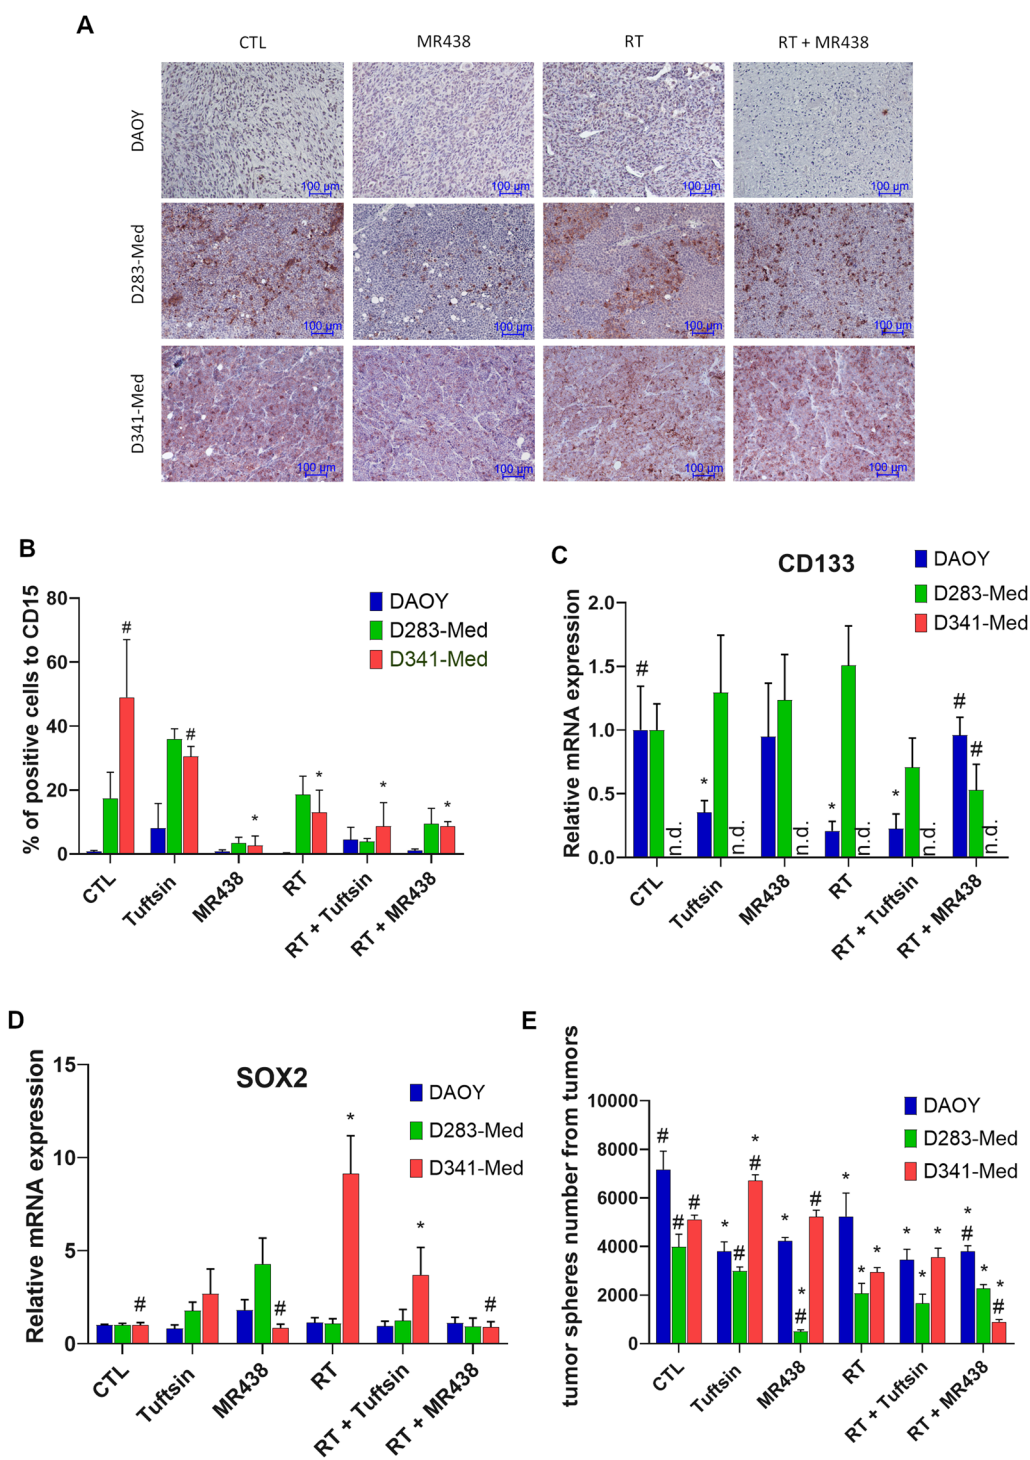 A
CTL MR438 RT RT + MR438
DAOY
100 µm 100 µm 100 µm 100 µm
D283-Med
100 µm 100 µm 100 µm 100 µm
D341-Med
100 µm 100 µm 100 µm 100 µm
B
% of positive cells to CD15
80
60
40
20
0
DAOY
D283-Med
D341-Med
# # * * * *
CTL Tuftsin MR438 RT RT + Tuftsin RT + MR438
C
CD133
DAOY
D283-Med
D341-Med
Relative mRNA expression
2.0
1.5
1.0
0.5
0.0
# * * * # #
n.d. n.d. n.d. n.d. n.d. n.d.
CTL Tuftsin MR438 RT RT + Tuftsin RT + MR438
D
SOX2
Relative mRNA expression
15
10
5
0
DAOY
D283-Med
D341-Med
# # * * #
CTL Tuftsin MR438 RT RT + Tuftsin RT + MR438
E
tumor spheres number from tumors
10000
8000
6000
4000
2000
0
DAOY
D283-Med
D341-Med
# # # * # * # * * # # * * * * * * * # * * #
CTL Tuftsin MR438 RT RT + Tuftsin RT + MR438